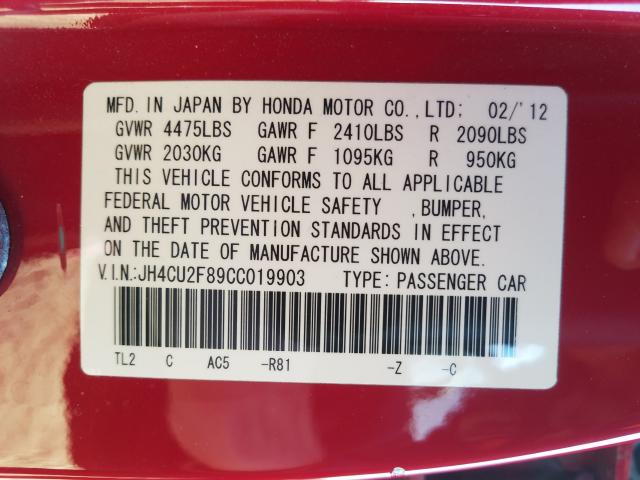 MFD. IN JAPAN BY HONDA MOTOR CO.,LTD; 02/'12
GVWR 4475LBS GAWR F 2410LBS R 2090LBS
GVWR 2030KG GAWR F 1095KG R 950KG
THIS VEHICLE CONFORMS TO ALL APPLICABLE
FEDERAL MOTOR VEHICLE SAFETY ,BUMPER,
AND THEFT PREVENTION STANDARDS IN EFFECT
ON THE DATE OF MANUFACTURE SHOWN ABOVE.
V.I.N:JH4CU2F89CC019903 TYPE: PASSENGER CAR
TL2 C AC5 -R81 -Z -C